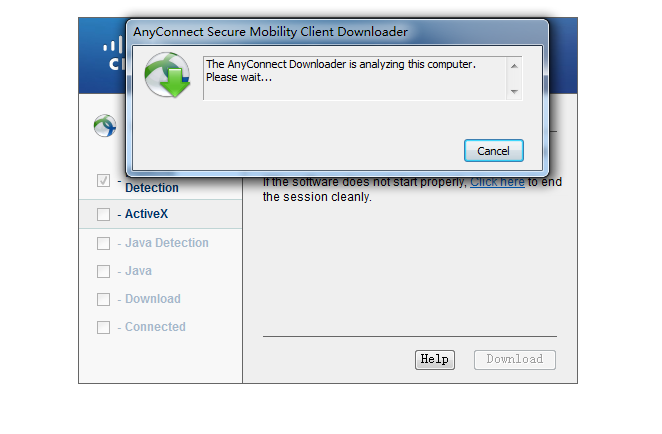 AnyConnect Secure Mobility Client Downloader
The AnyConnect Downloader is analyzing this computer.
Please wait...
Cancel
- Detection
If the software does not start properly, Click here to end
the session cleanly.
- ActiveX
- Java Detection
- Java
- Download
- Connected
Help
Download